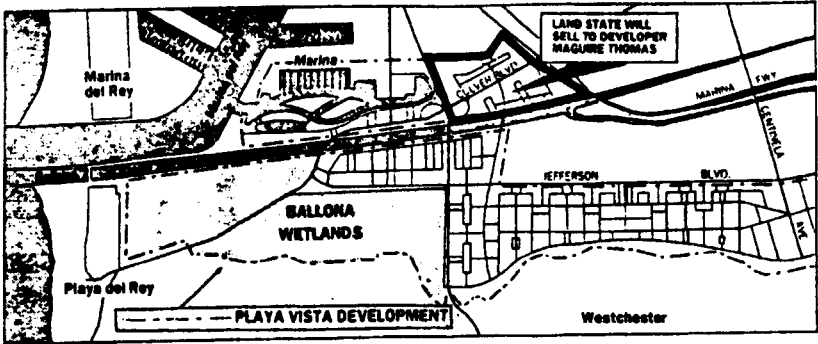 LAND STATE WILL
SELL TO DEVELOPER
MAGUIRE THOMAS
Marina
Marina
del Rey
CULVER BLVD.
MARINA FWY
CENTINELA
AVE
JEFFERSON BLVD.
BALLONA
WETLANDS
Playa del Rey
PLAYA VISTA DEVELOPMENT
Westchester